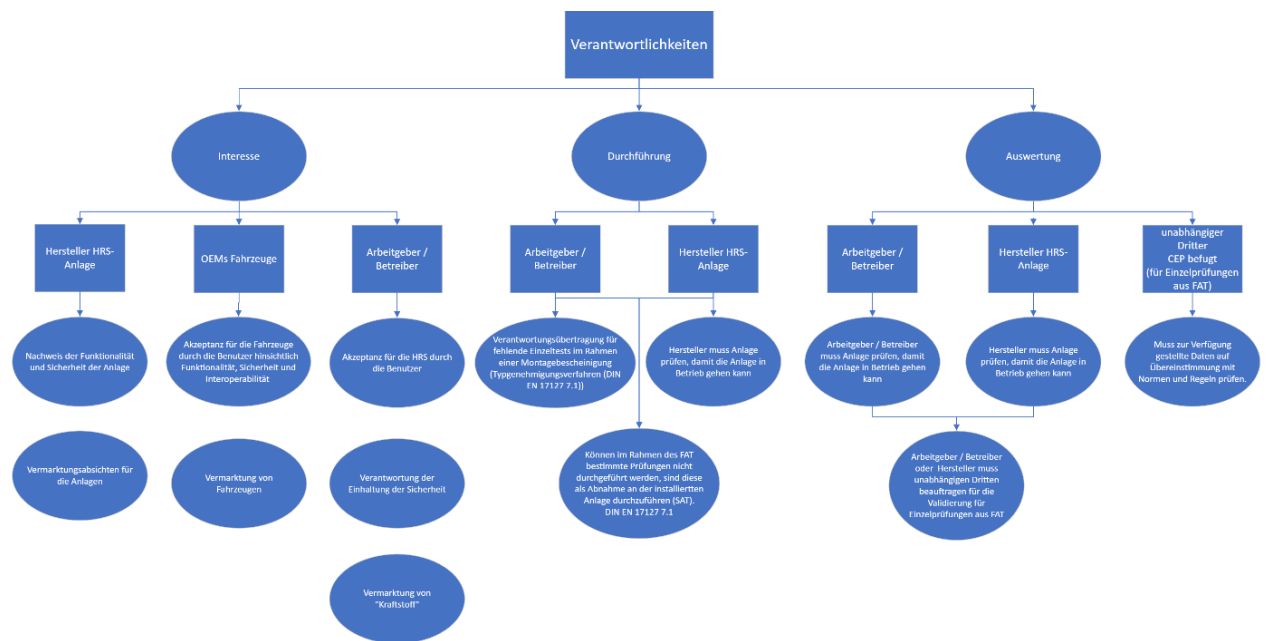 Verantwortlichkeiten
Interesse
Durchführung
Auswertung
Hersteller HRS-
Anlage
OEMs Fahrzeuge
Arbeitgeber /
Betreiber
Arbeitgeber /
Betreiber
Hersteller HRS-
Anlage
Arbeitgeber /
Betreiber
Hersteller HRS-
Anlage
unabhängiger
Dritter
CEP befugt
(für Einzelprüfungen
aus FAT)
Nachweis der Funktionalität
und Sicherheit der Anlage
Akzeptanz für die Fahrzeuge
durch die Benutzer hinsichtlich
Funktionalität, Sicherheit und
Interoperabilität
Akzeptanz für die HRS durch
die Benutzer
Verantwortungsübertragung für
fehlende Einzeltests im Rahmen
einer Montagebescheinigung
(Typgenehmigungsverfahren (DIN
EN 17127 7.1))
Hersteller muss Anlage
prüfen, damit die Anlage in
Betrieb gehen kann
Arbeitgeber / Betreiber
muss Anlage prüfen, damit
die Anlage in Betrieb gehen
kann
Hersteller muss Anlage
prüfen, damit die Anlage in
Betrieb gehen kann
Muss zur Verfügung
gestellte Daten auf
Übereinstimmung mit
Normen und Regeln prüfen.
Vermarktungsabsichten für
die Anlagen
Vermarktung von
Fahrzeugen
Verantwortung der
Einhaltung der Sicherheit
Können im Rahmen des FAT
bestimmte Prüfungen nicht
durchgeführt werden, sind diese
als Abnahme an der installiertten
Anlage durchzuführen (SAT).
DIN EN 17127 7.1
Arbeitgeber / Betreiber
oder Hersteller muss
unabhängigen Dritten
beauftragen für die
Validierung für
Einzelprüfungen aus FAT
Vermarktung von
"Kraftstoff"